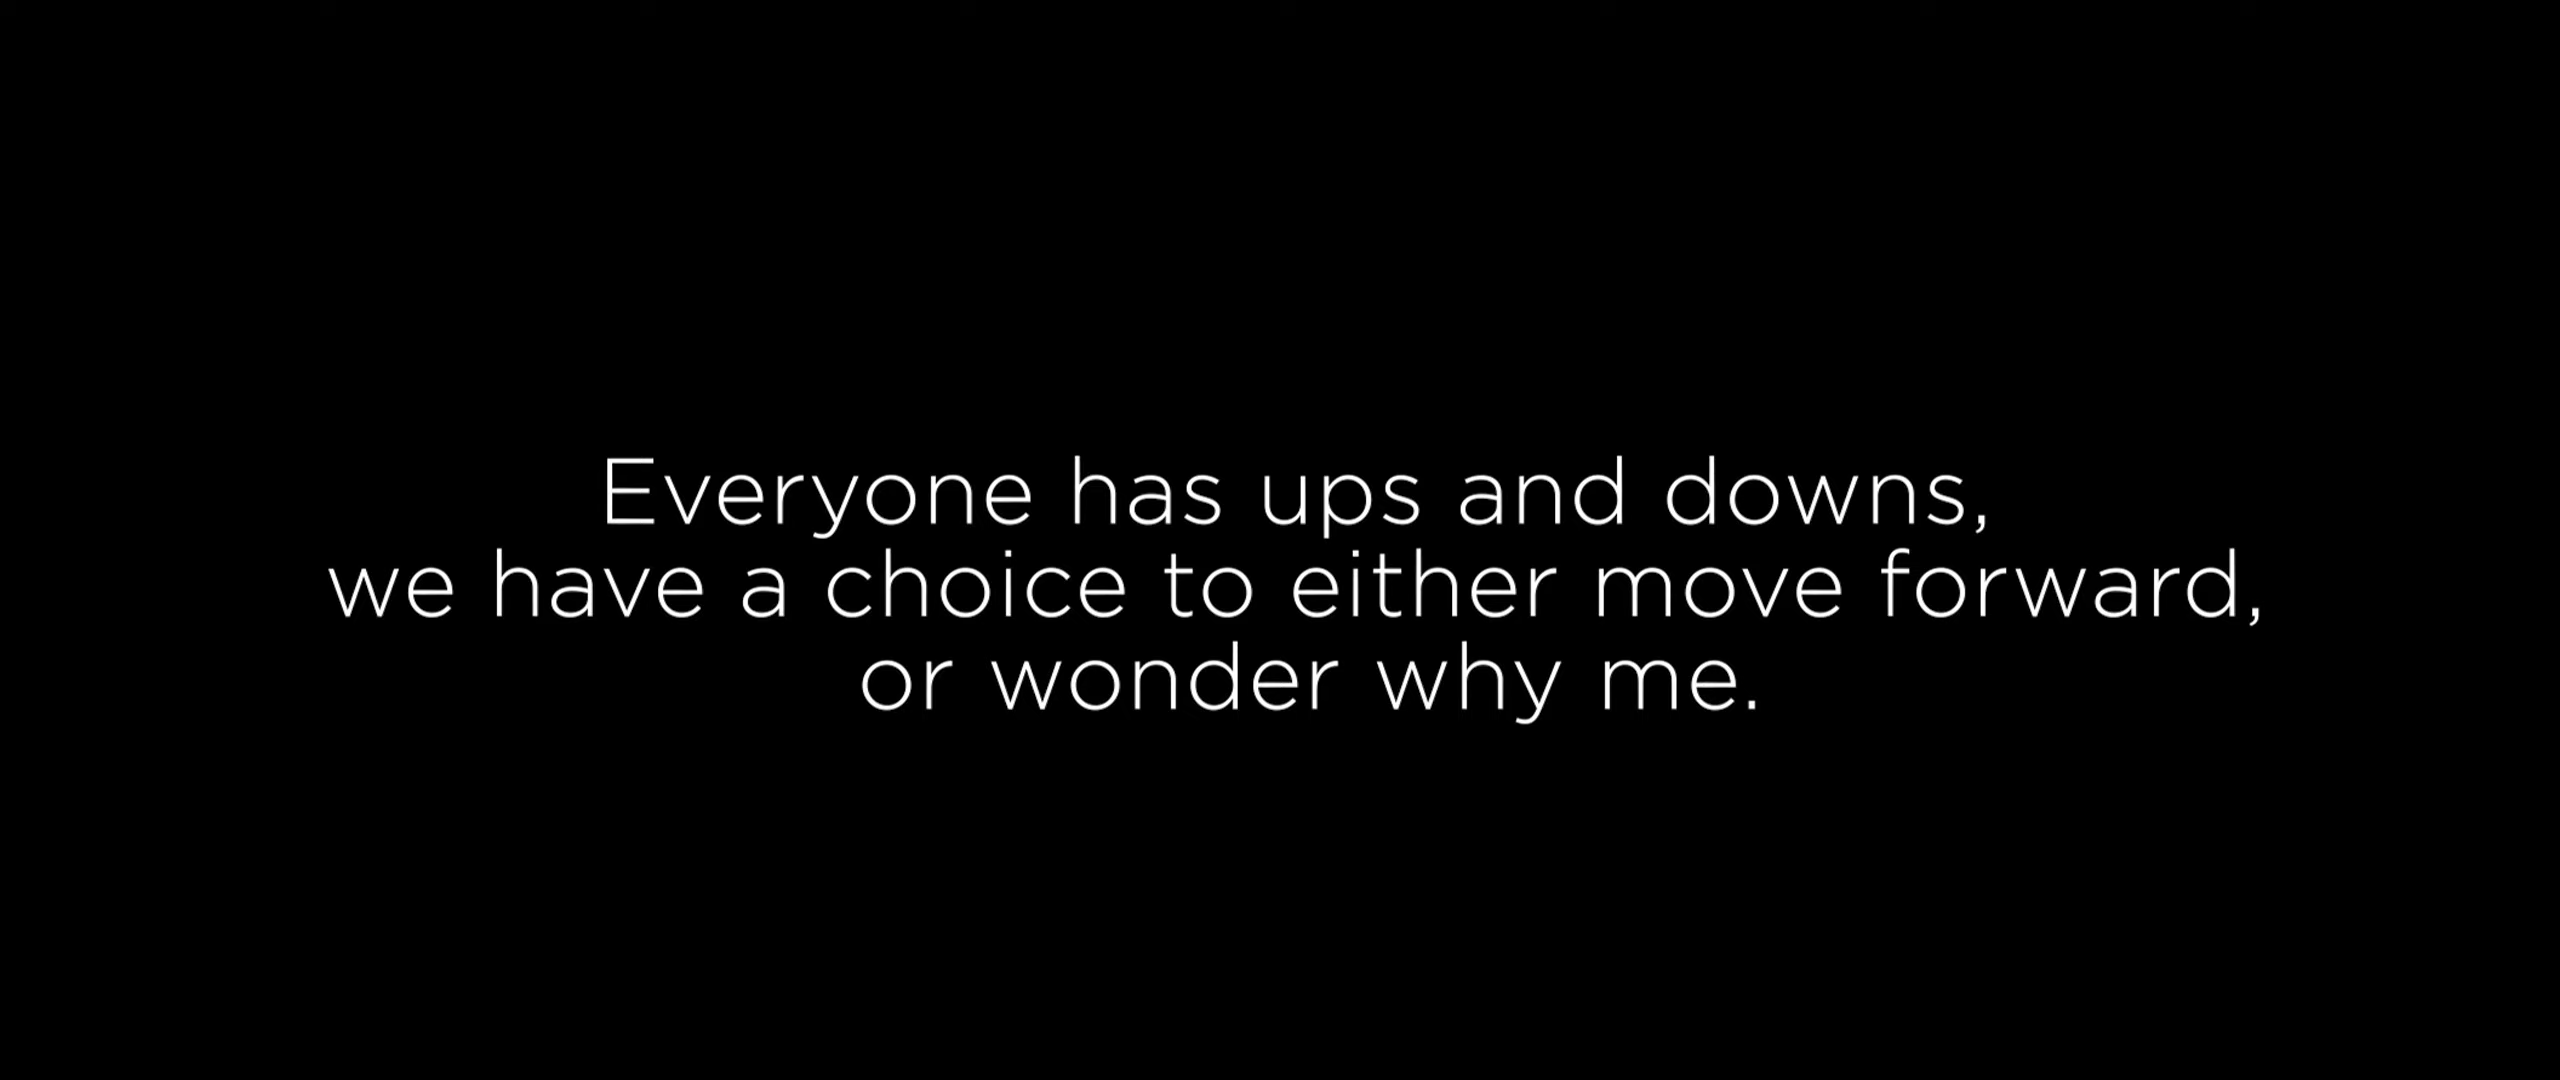 Everyone has ups and downs,
we have a choice to either move forward,
or wonder why me.